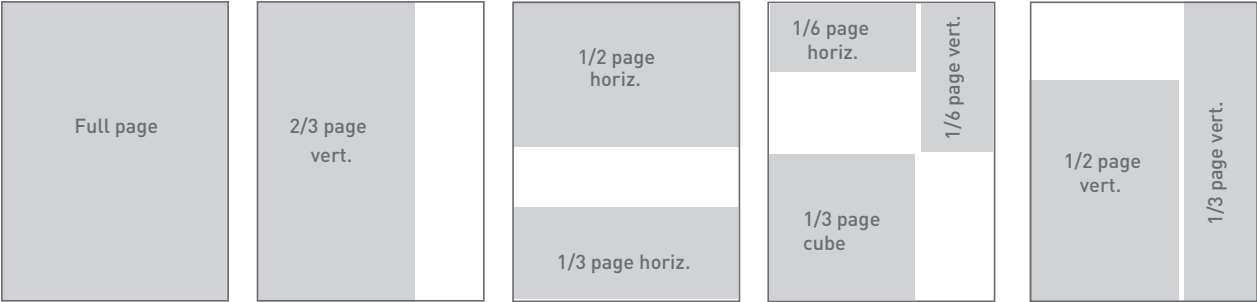 Full page
2/3 page
vert.
1/2 page
horiz.
1/3 page horiz.
1/6 page
horiz.
1/6 page vert.
1/3 page
cube
1/2 page
vert.
1/3 page vert.